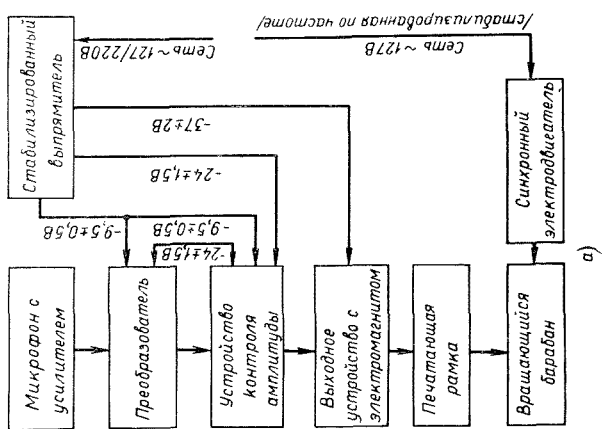 Микрофон с
усилителем
Преобразователь
Устройство
контроля
амплитуды
Выходное
устройство с
электромагнитом
Печатающая
рамка
Вращающийся
барабан
Стабилизированный
выпрямитель
Синхронный
электродвигатель
-9,5±0,5В
-9,5±0,5В
-24±1,5В
-24±1,5В
-37±2В
Сеть ~127/220В
Сеть ~127В
/стабилизированная по частоте/
а)